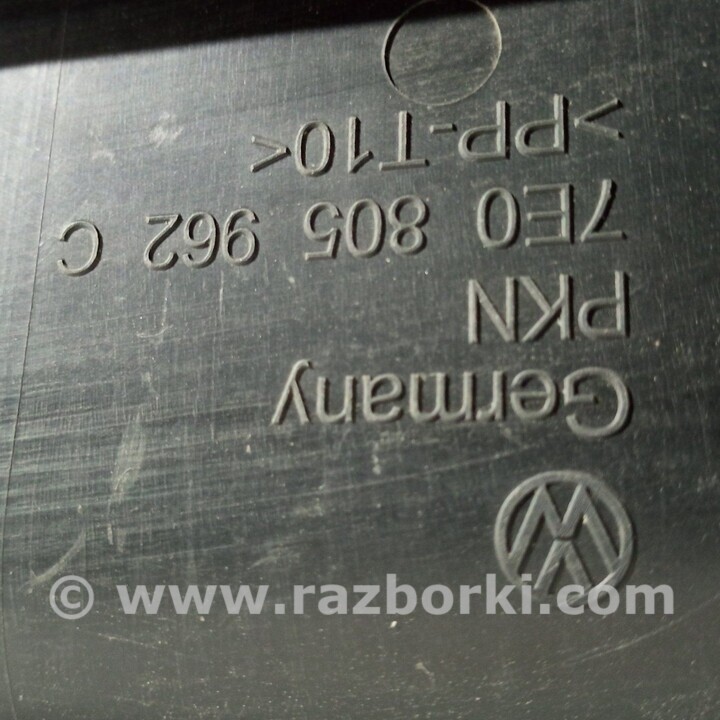 Germany
PKN
7E0 805 962 C
>PP-T10<
© www.razborki.com